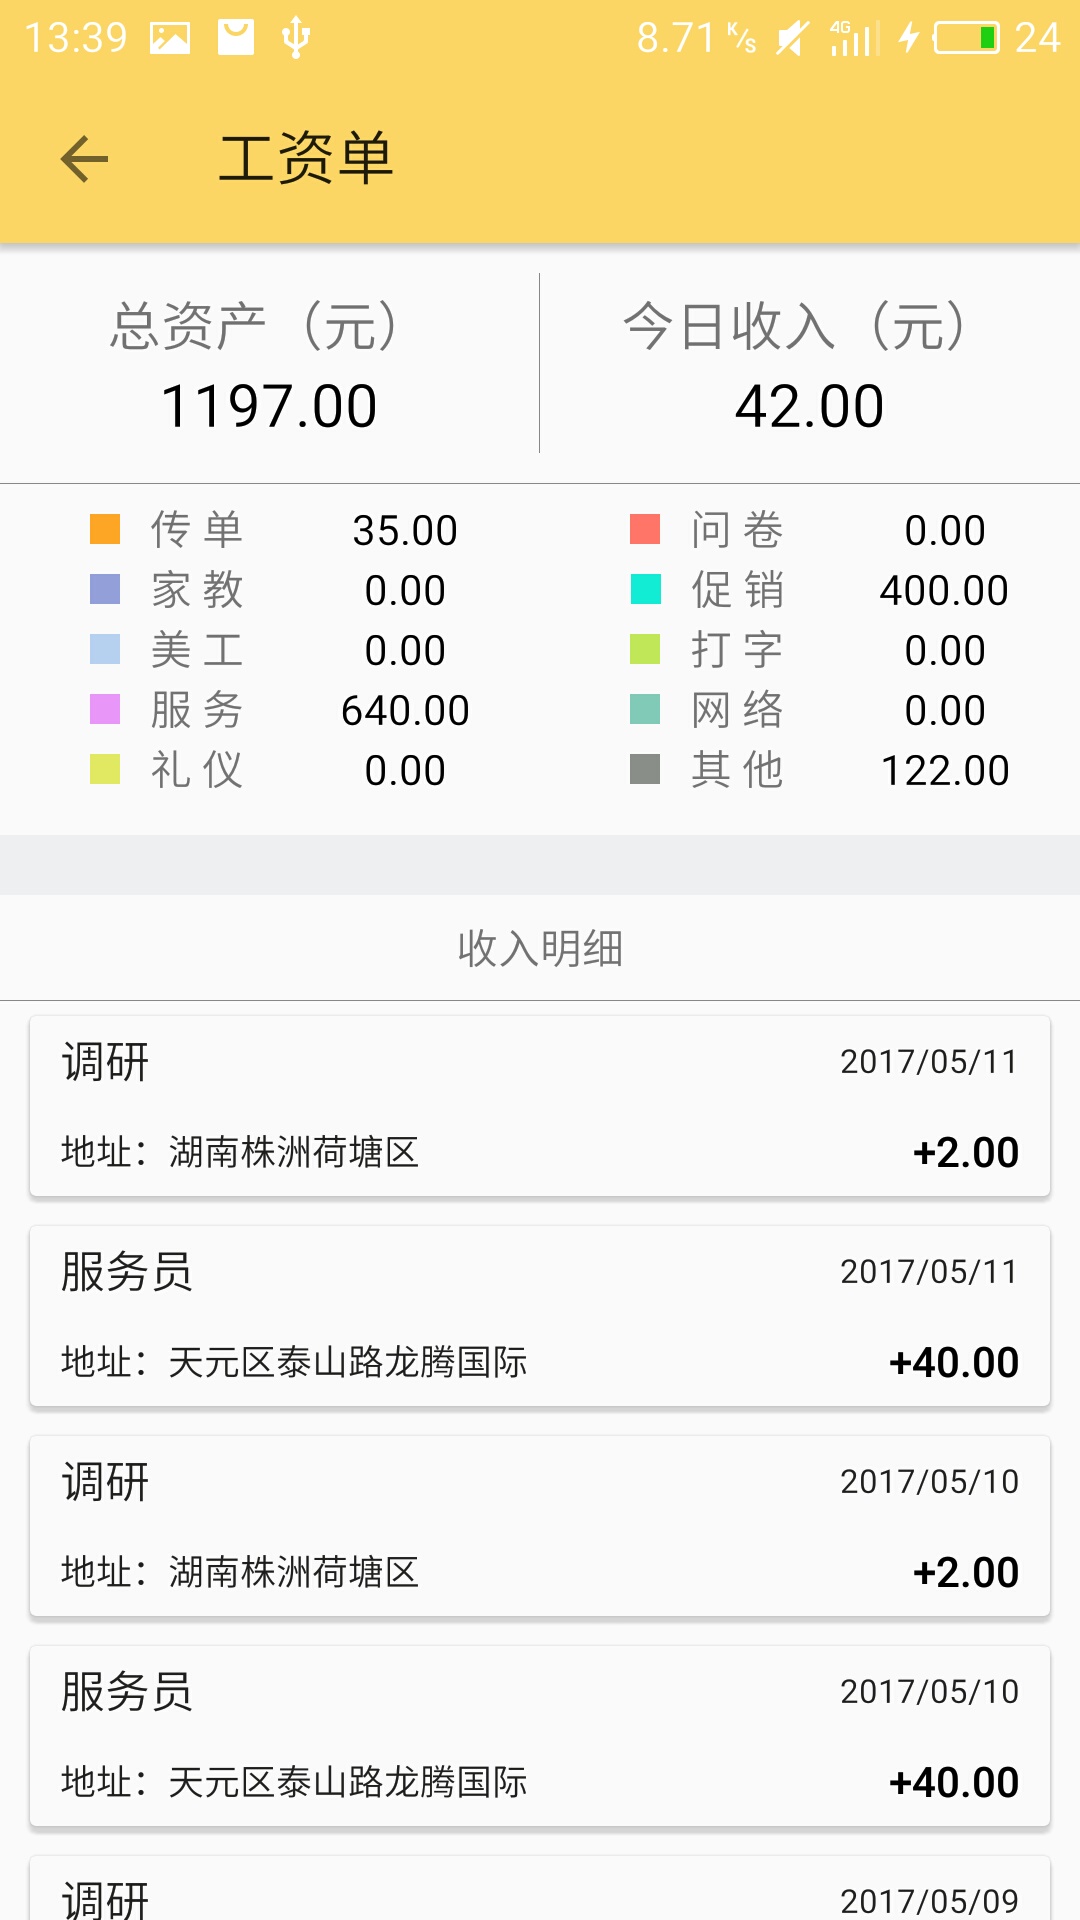 13:39 8.71 K/s 4G 24
工资单
总资产（元） 今日收入（元）
1197.00 42.00
传 单 35.00 问 卷 0.00
家 教 0.00 促 销 400.00
美 工 0.00 打 字 0.00
服 务 640.00 网 络 0.00
礼 仪 0.00 其 他 122.00
收入明细
调研 2017/05/11
地址：湖南株洲荷塘区 +2.00
服务员 2017/05/11
地址：天元区泰山路龙腾国际 +40.00
调研 2017/05/10
地址：湖南株洲荷塘区 +2.00
服务员 2017/05/10
地址：天元区泰山路龙腾国际 +40.00
调研 2017/05/09